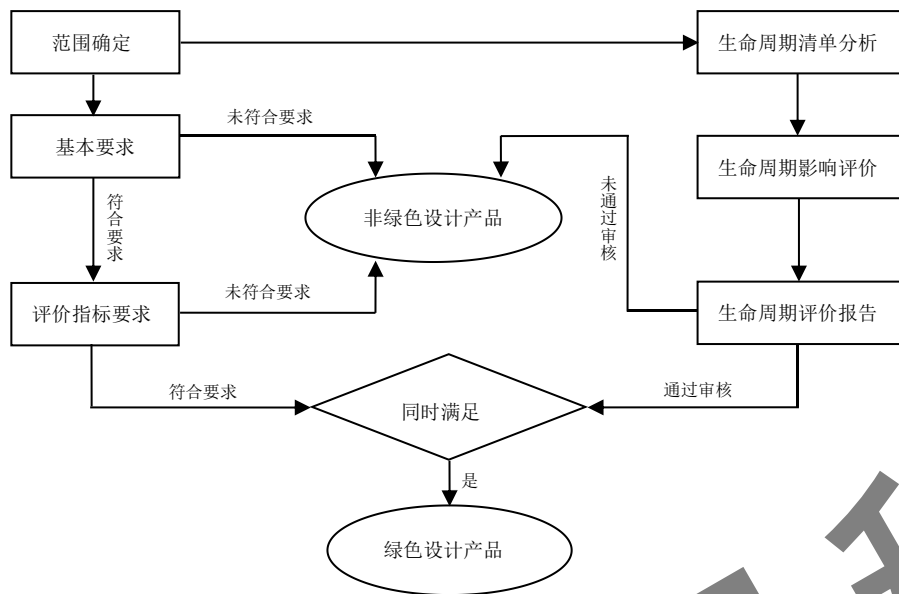 范围确定
生命周期清单分析
未符合要求
基本要求
生命周期影响评价
符合要求
非绿色设计产品
未通过审核
评价指标要求
未符合要求
生命周期评价报告
符合要求
同时满足
通过审核
是
绿色设计产品